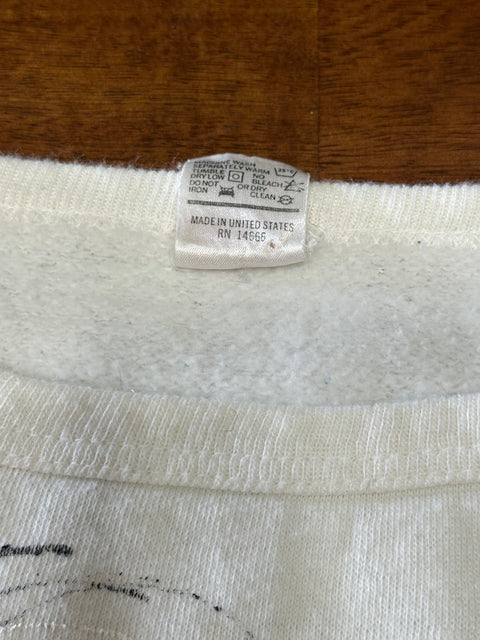 MACHINE WASH
SEPARATELY WARM
TUMBLE NO
DRY LOW BLEACH
DO NOT OR DRY
IRON CLEAN
MADE IN UNITED STATES
RN 14666